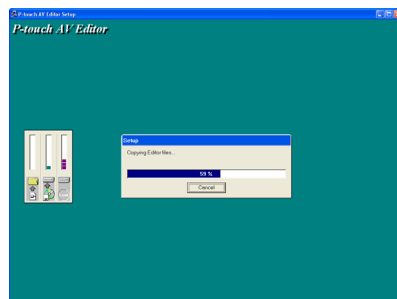 P-touch AV Editor Setup
P-touch AV Editor
Setup
Copying Editor files...
59 %
Cancel